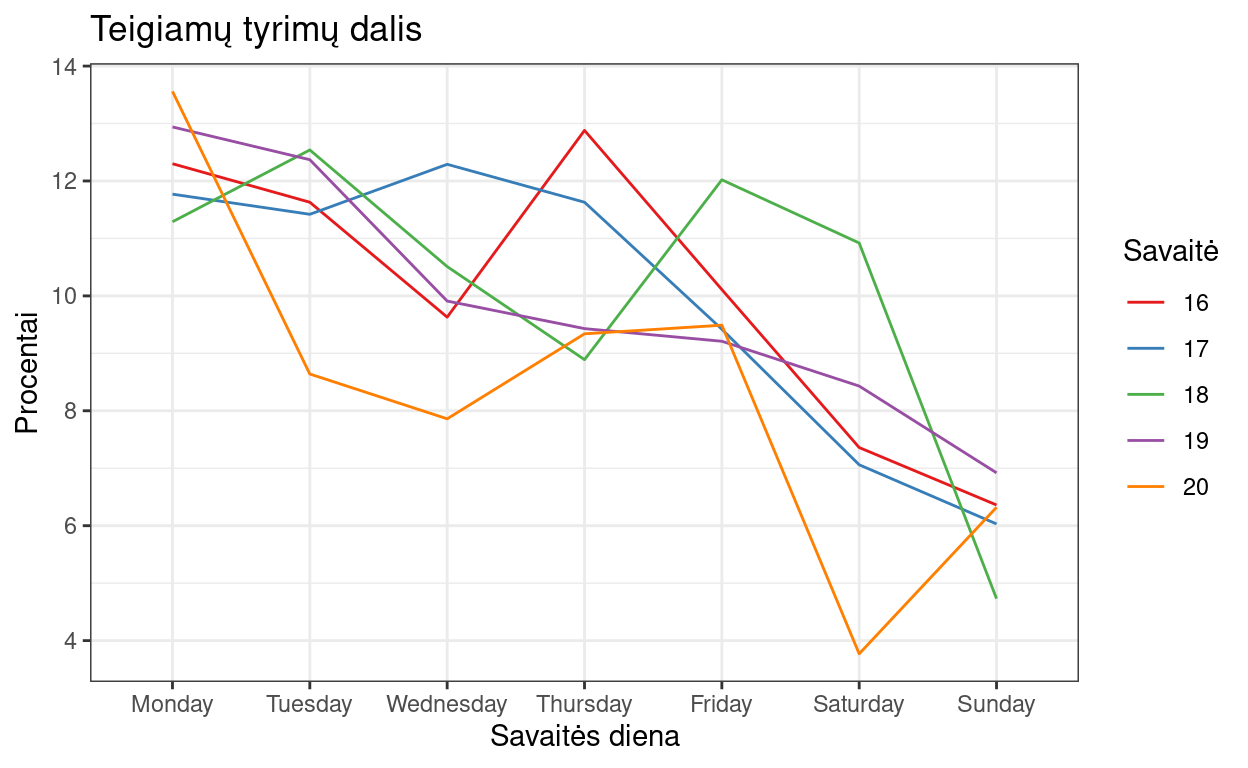 Teigiamų tyrimų dalis
Procentai
14
12
10
8
6
4
Monday Tuesday Wednesday Thursday Friday Saturday Sunday
Savaitės diena
Savaitė
16
17
18
19
20